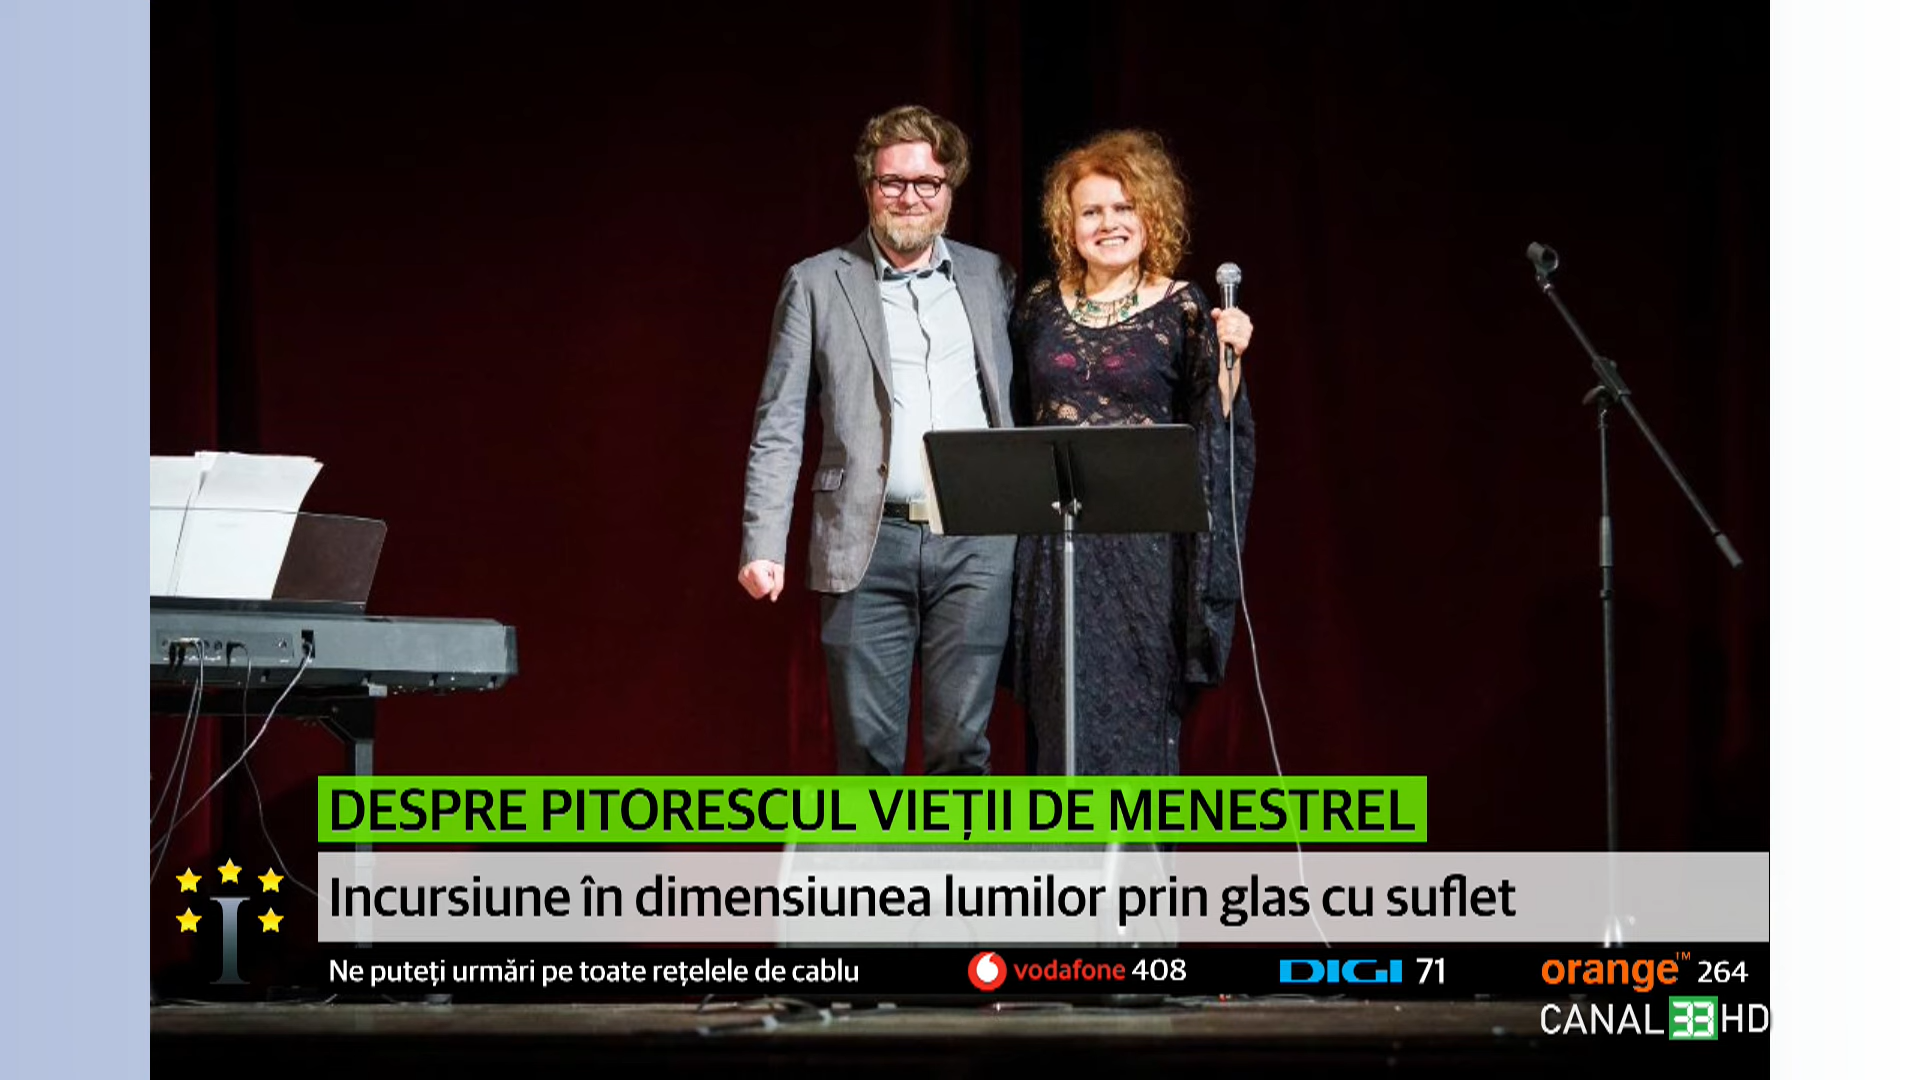 DESPRE PITORESCUL VIEȚII DE MENESTREL
Incursiune în dimensiunea lumilor prin glas cu suflet
Ne puteți urmări pe toate rețelele de cablu vodafone 408 DIGI 71 orange™ 264
CANAL 33 HD
I